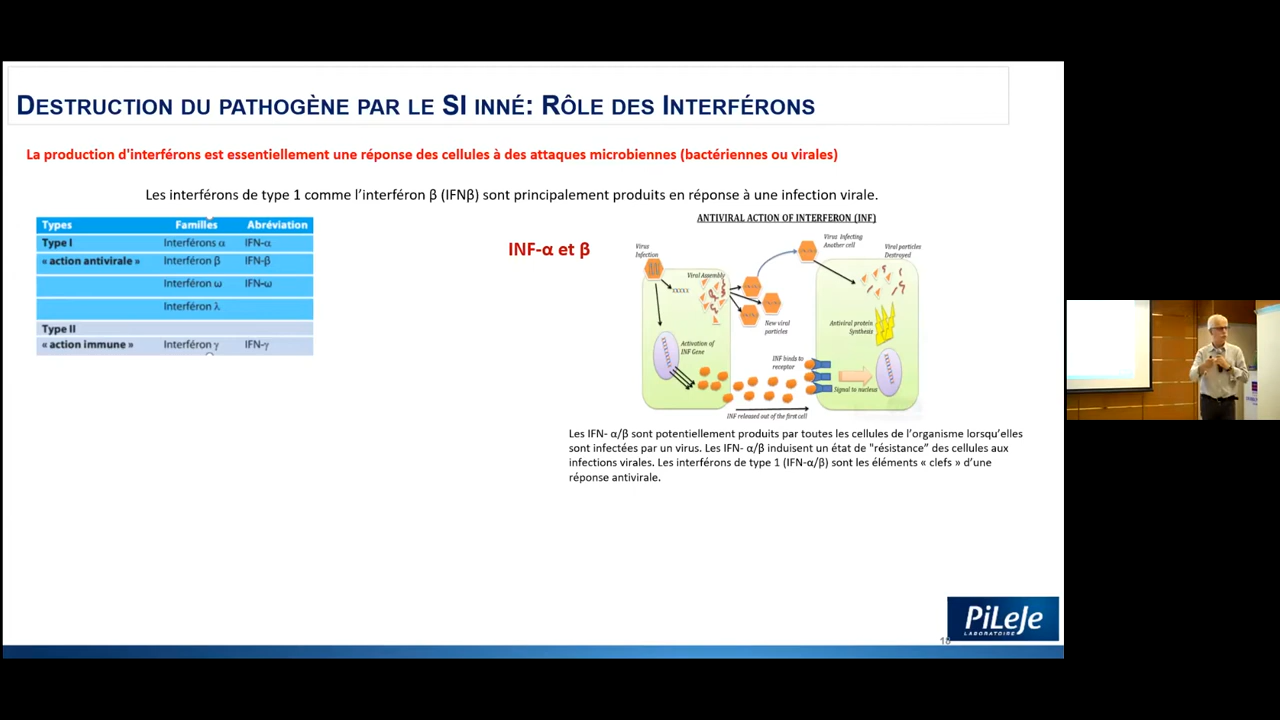 DESTRUCTION DU PATHOGÈNE PAR LE SI INNÉ: RÔLE DES INTERFÉRONS
La production d'interférons est essentiellement une réponse des cellules à des attaques microbiennes (bactériennes ou virales)
Les interférons de type 1 comme l'interféron β (IFNβ) sont principalement produits en réponse à une infection virale.
Types Familles Abréviation
Type I Interférons α IFN-α
« action antivirale » Interféron β IFN-β
Interféron ω IFN-ω
Interféron λ
Type II
« action immune » Interféron γ IFN-γ
INF-α et β
ANTIVIRAL ACTION OF INTERFERON (INF)
Virus
Infection
Viral Assembly
XXXXX
New viral
particles
Virus Infecting
Another cell
Viral particles
Destroyed
Antiviral protein
Synthesis
Activation of
INF Gene
INF binds to
receptor
Signal to nucleus
INF released out of the first cell
Les IFN- α/β sont potentiellement produits par toutes les cellules de l'organisme lorsqu'elles
sont infectées par un virus. Les IFN- α/β induisent un état de "résistance" des cellules aux
infections virales. Les interférons de type 1 (IFN-α/β) sont les éléments « clefs » d'une
réponse antivirale.
PiLeJe
LABORATOIRE